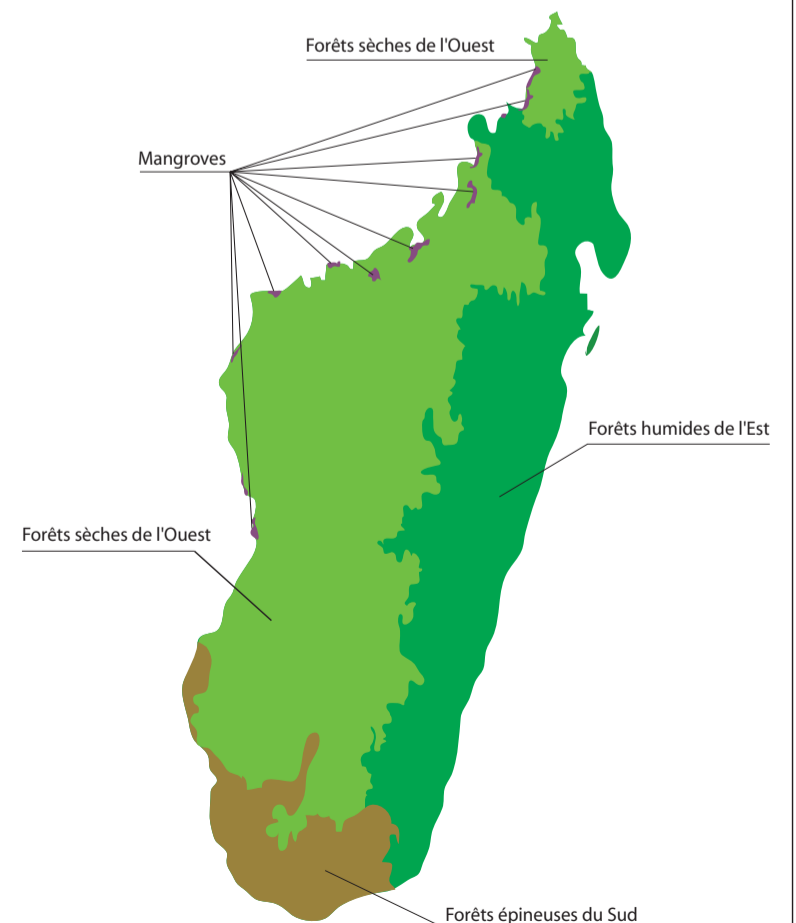 Forêts sèches de l'Ouest
Mangroves
Forêts humides de l'Est
Forêts sèches de l'Ouest
Forêts épineuses du Sud